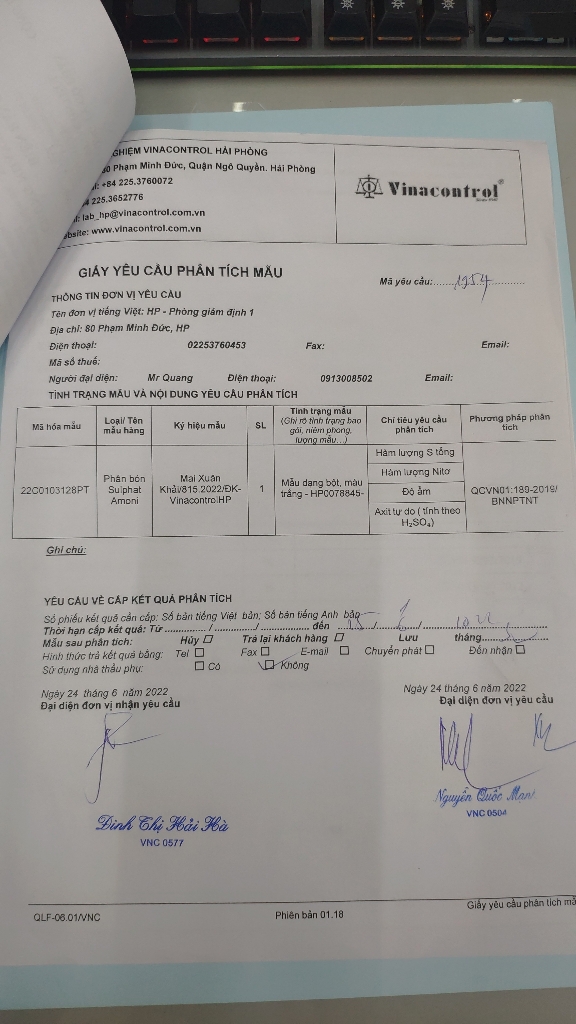 GHIỆM VINACONTROL HẢI PHÒNG
0 Phạm Minh Đức, Quận Ngô Quyền. Hải Phòng
+84 225.3760072
225.3652776
lab_hp@vinacontrol.com.vn
bsite: www.vinacontrol.com.vn
Vinacontrol®
GIẤY YÊU CẦU PHÂN TÍCH MẪU
Mã yêu cầu:.......1954...........
THÔNG TIN ĐƠN VỊ YÊU CẦU
Tên đơn vị tiếng Việt: HP - Phòng giám định 1
Địa chỉ: 80 Phạm Minh Đức, HP
Điện thoại: 02253760453 Fax: Email:
Mã số thuế:
Người đại diện: Mr Quang Điện thoại: 0913008502 Email:
TÌNH TRẠNG MẪU VÀ NỘI DUNG YÊU CẦU PHÂN TÍCH
Mã hóa mẫu
Loại/ Tên
mẫu hàng
Ký hiệu mẫu
SL
Tình trạng mẫu
(Ghi rõ tình trạng bao
gói, niêm phong,
lượng mẫu...)
Chỉ tiêu yêu cầu
phân tích
Phương pháp phân
tích
22C0103128PT
Phân bón
Sulphat
Amoni
Mai Xuân
Khải/815.2022/ĐK-
VinacontrolHP
1
Mẫu dạng bột, màu
trắng - HP0078845-
Hàm lượng S tổng
Hàm lượng Nitơ
Độ ẩm
Axit tự do ( tính theo
H₂SO₄)
QCVN01:189-2019/
BNNPTNT
Ghi chú:
YÊU CẦU VỀ CẤP KẾT QUẢ PHÂN TÍCH
Số phiếu kết quả cần cấp: Số bản tiếng Việt bản; Số bản tiếng Anh bản
Thời hạn cấp kết quả: Từ ............../............./................. đến
Mẫu sau phân tích: Hủy ☐ Trả lại khách hàng ☐ Lưu tháng
Hình thức trả kết quả bằng: Tel ☐ Fax ☐ E-mail ☐ Chuyển phát ☐ Đón nhận ☐
Sử dụng nhà thầu phụ: ☐ Có ☑ Không
Ngày 24 tháng 6 năm 2022
Đại diện đơn vị nhận yêu cầu
Đinh Thị Hải Hà
VNC 0577
Ngày 24 tháng 6 năm 2022
Đại diện đơn vị yêu cầu
Nguyễn Quốc Mạnh
VNC 0504
QLF-06.01/VNC
Phiên bản 01.18
Giấy yêu cầu phân tích mẫ